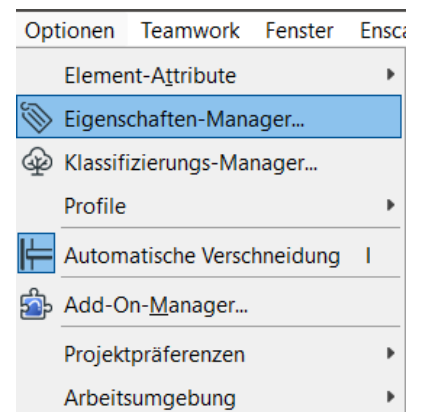 Optionen Teamwork Fenster
Element-Attribute
Eigenschaften-Manager...
Klassifizierungs-Manager...
Profile
Automatische Verschneidung I
Add-On-Manager...
Projektpräferenzen
Arbeitsumgebung